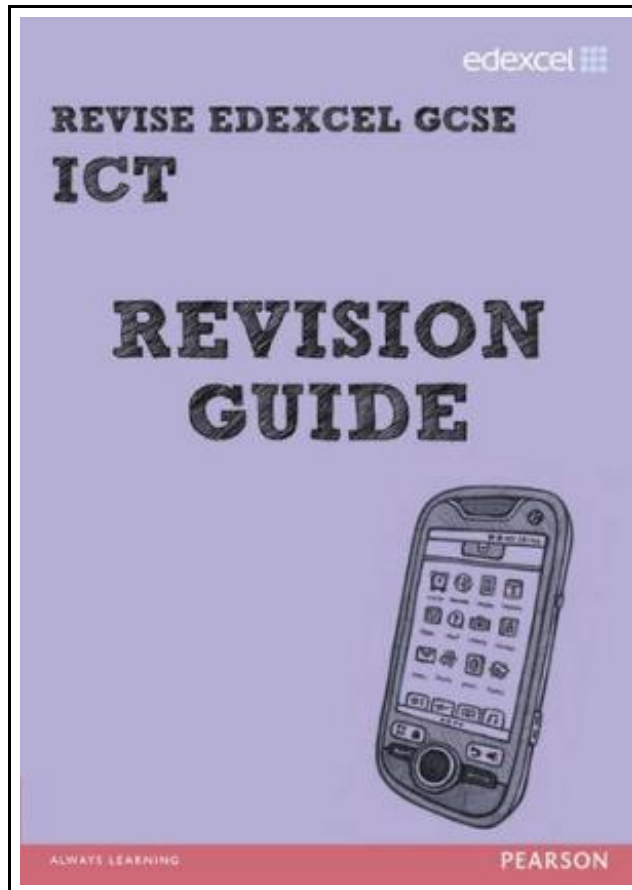 edexcel
REVISE EDEXCEL GCSE
ICT
REVISION
GUIDE
ALWAYS LEARNING
PEARSON